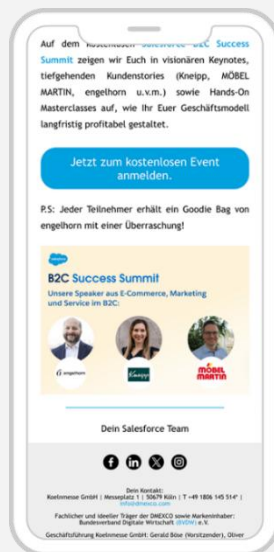 Auf dem kostenlosen Salesforce B2C Success
Summit zeigen wir Euch in visionären Keynotes,
tiefgehenden Kundenstories (Kneipp, MÖBEL
MARTIN, engelhorn u.v.m.) sowie Hands-On
Masterclasses auf, wie Ihr Euer Geschäftsmodell
langfristig profitabel gestaltet.
Jetzt zum kostenlosen Event
anmelden.
P.S: Jeder Teilnehmer erhält ein Goodie Bag von
engelhorn mit einer Überraschung!
salesforce
B2C Success Summit
Unsere Speaker aus E-Commerce, Marketing
und Service im B2C:
engelhorn
Kneipp
MÖBEL
MARTIN
Dein Salesforce Team
Dein Kontakt:
Koelnmesse GmbH | Messeplatz 1 | 50679 Köln | T +49 1806 145 514* |
info@dmexco.com
Fachlicher und ideeller Träger der DMEXCO sowie Markeninhaber:
Bundesverband Digitale Wirtschaft (BVDW) e.V.
Geschäftsführung Koelnmesse GmbH: Gerald Böse (Vorsitzender), Oliver